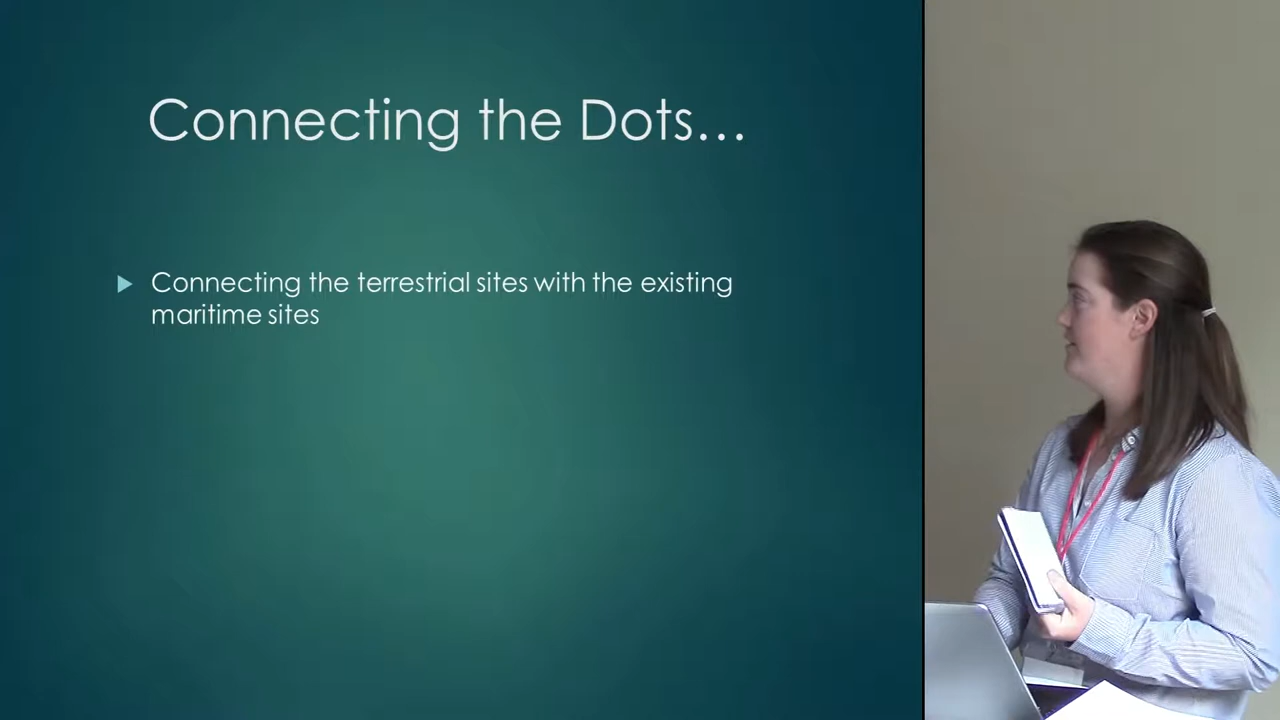 Connecting the Dots...
Connecting the terrestrial sites with the existing
maritime sites